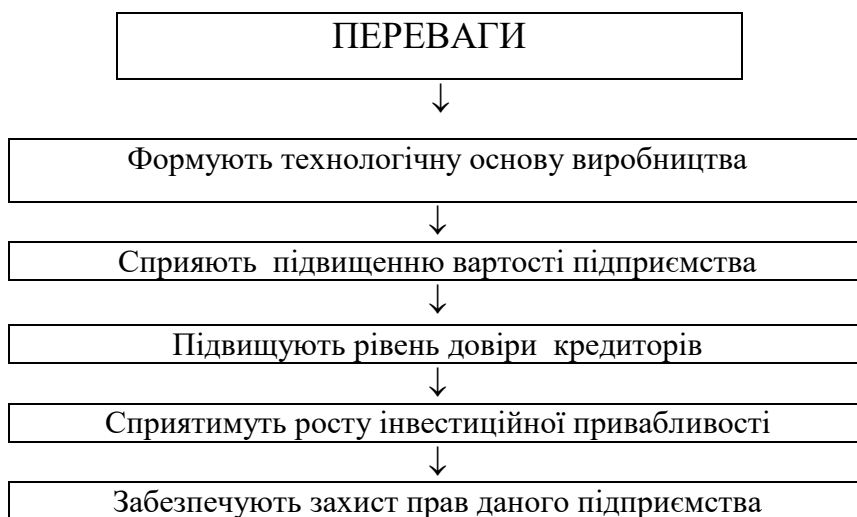 ПЕРЕВАГИ
Формують технологічну основу виробництва
Сприяють підвищенню вартості підприємства
Підвищують рівень довіри кредиторів
Сприятимуть росту інвестиційної привабливості
Забезпечують захист прав даного підприємства